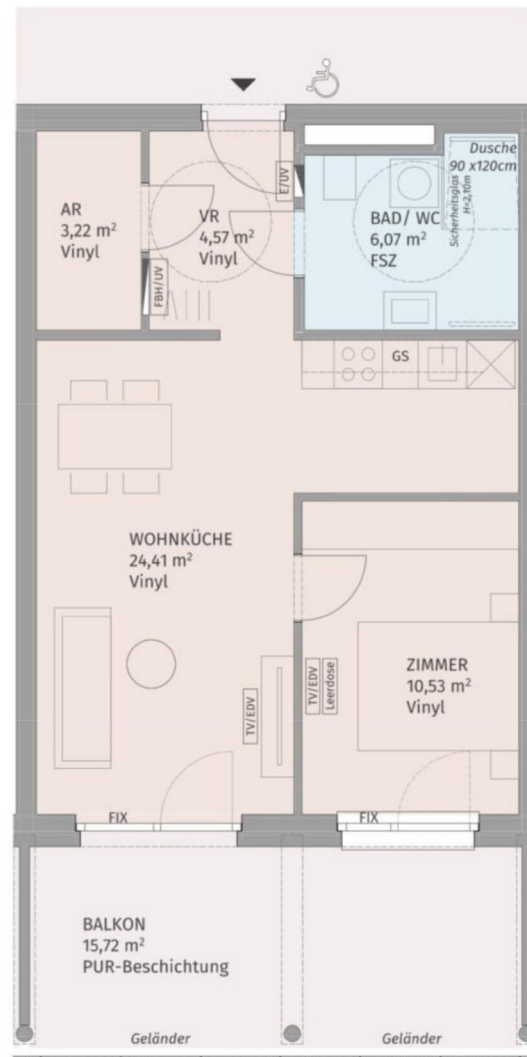 Dusche
90 x120cm
Sicherheitsglas
H=2,10m
E/UV
AR
3,22 m²
Vinyl
VR
4,57 m²
Vinyl
BAD/ WC
6,07 m²
FSZ
FBH/UV
GS
WOHNKÜCHE
24,41 m²
Vinyl
TV/EDV
TV/EDV
Leerdose
ZIMMER
10,53 m²
Vinyl
FIX
FIX
BALKON
15,72 m²
PUR-Beschichtung
Geländer
Geländer